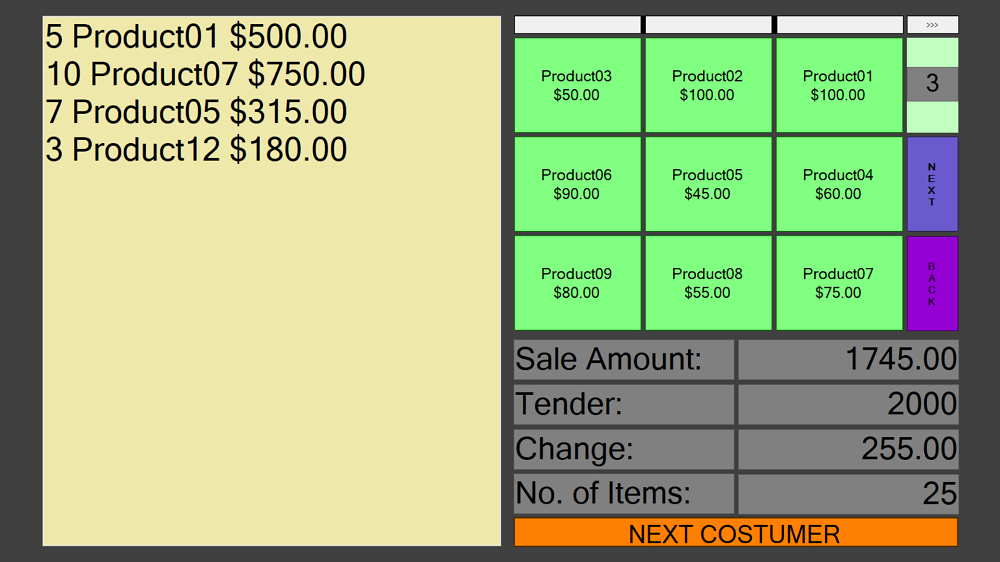 5 Product01 $500.00
10 Product07 $750.00
7 Product05 $315.00
3 Product12 $180.00
>>>
Product03
$50.00
Product02
$100.00
Product01
$100.00
3
Product06
$90.00
Product05
$45.00
Product04
$60.00
N
E
X
T
Product09
$80.00
Product08
$55.00
Product07
$75.00
B
A
C
K
Sale Amount: 1745.00
Tender: 2000
Change: 255.00
No. of Items: 25
NEXT COSTUMER